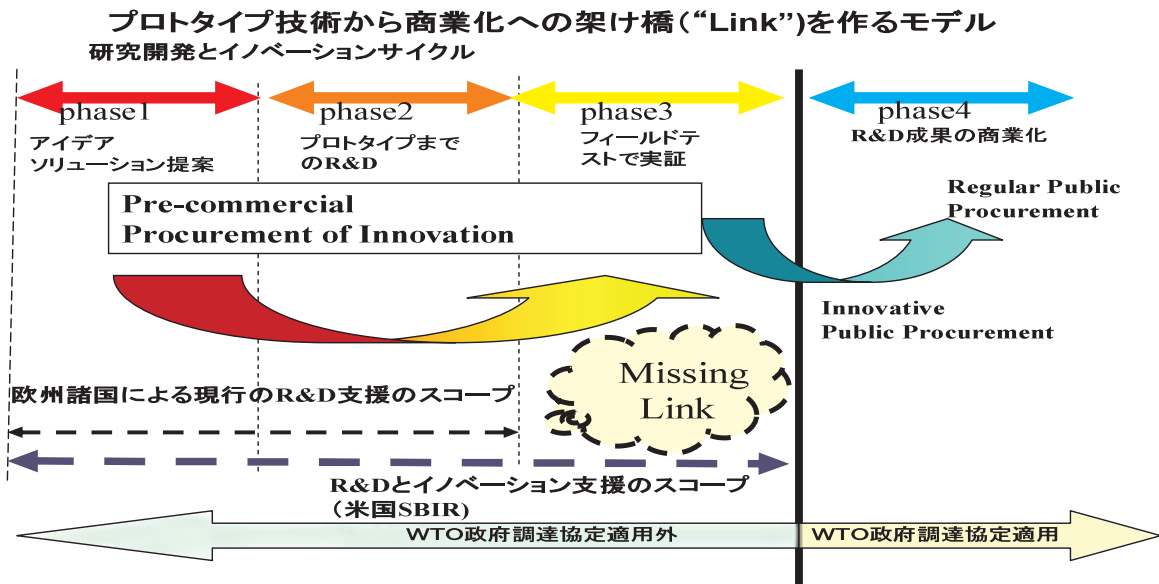 プロトタイプ技術から商業化への架け橋(“Link”)を作るモデル
研究開発とイノベーションサイクル
phase1
phase2
phase3
phase4
アイデア
ソリューション提案
プロトタイプまで
のR&D
フィールドテ
ストで実証
R&D成果の商業化
Pre-commercial
Procurement of Innovation
Regular Public
Procurement
Innovative
Public Procurement
Missing
Link
欧州諸国による現行のR&D支援のスコープ
R&Dとイノベーション支援のスコープ
(米国SBIR)
WTO政府調達協定適用外
WTO政府調達協定適用